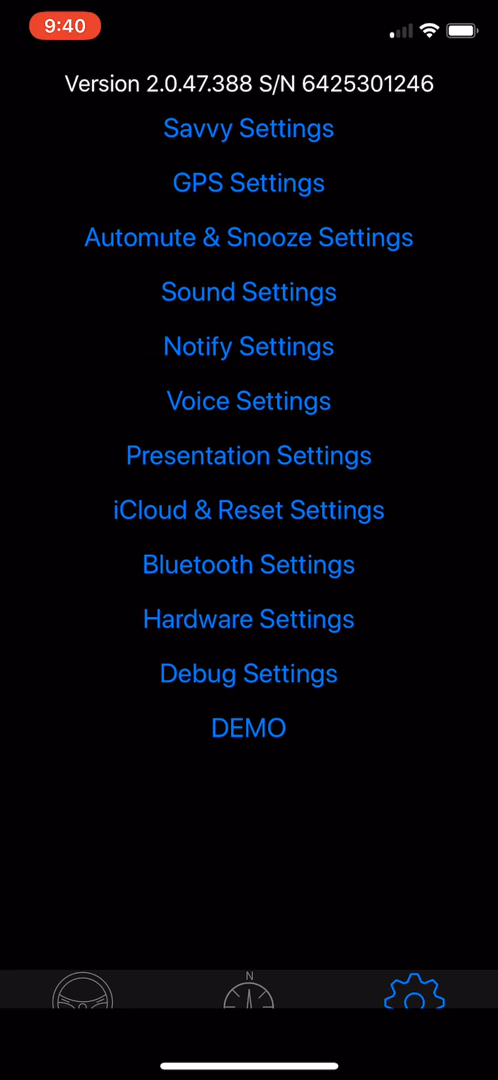 9:40
Version 2.0.47.388 S/N 6425301246
Savvy Settings
GPS Settings
Automute & Snooze Settings
Sound Settings
Notify Settings
Voice Settings
Presentation Settings
iCloud & Reset Settings
Bluetooth Settings
Hardware Settings
Debug Settings
DEMO
N